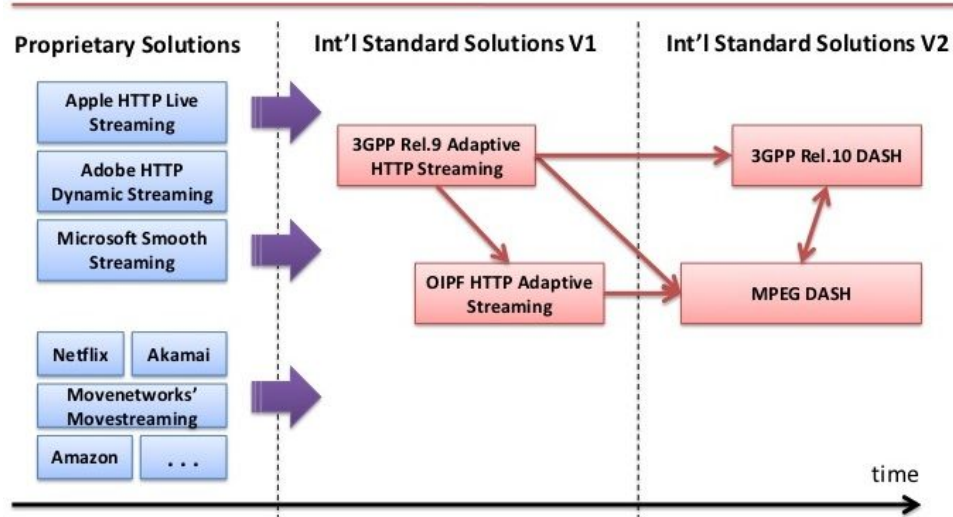 Proprietary Solutions
Int'l Standard Solutions V1
Int'l Standard Solutions V2
Apple HTTP Live
Streaming
Adobe HTTP
Dynamic Streaming
Microsoft Smooth
Streaming
Netflix
Akamai
Movenetworks'
Movestreaming
Amazon
. . .
3GPP Rel.9 Adaptive
HTTP Streaming
OIPF HTTP Adaptive
Streaming
3GPP Rel.10 DASH
MPEG DASH
time